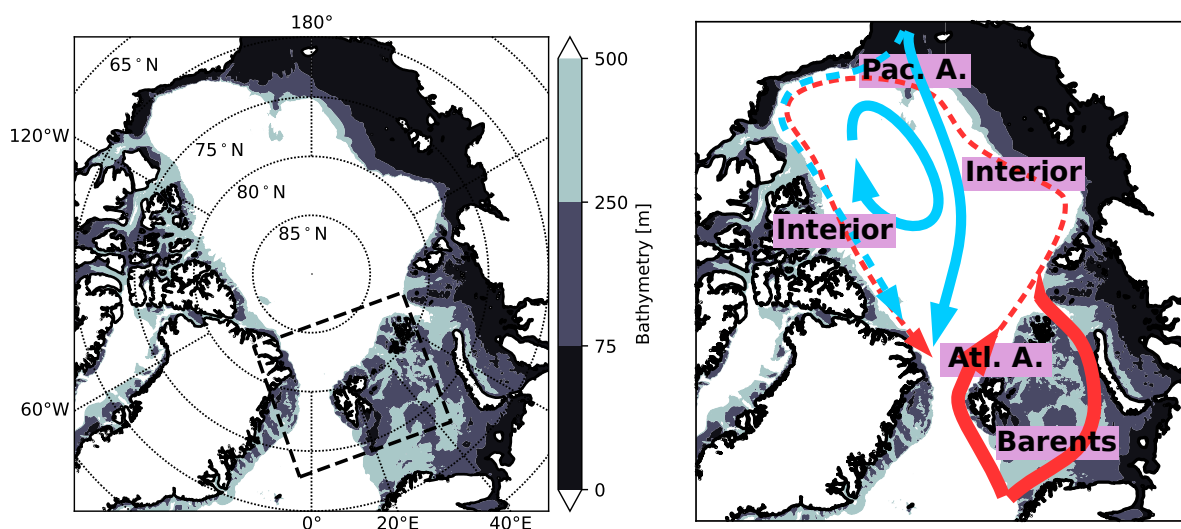 180°
65°N
120°W
75°N
80°N
85°N
60°W
0°
20°E
40°E
500
250
75
0
Bathymetry [m]
Pac. A.
Interior
Interior
Atl. A.
Barents